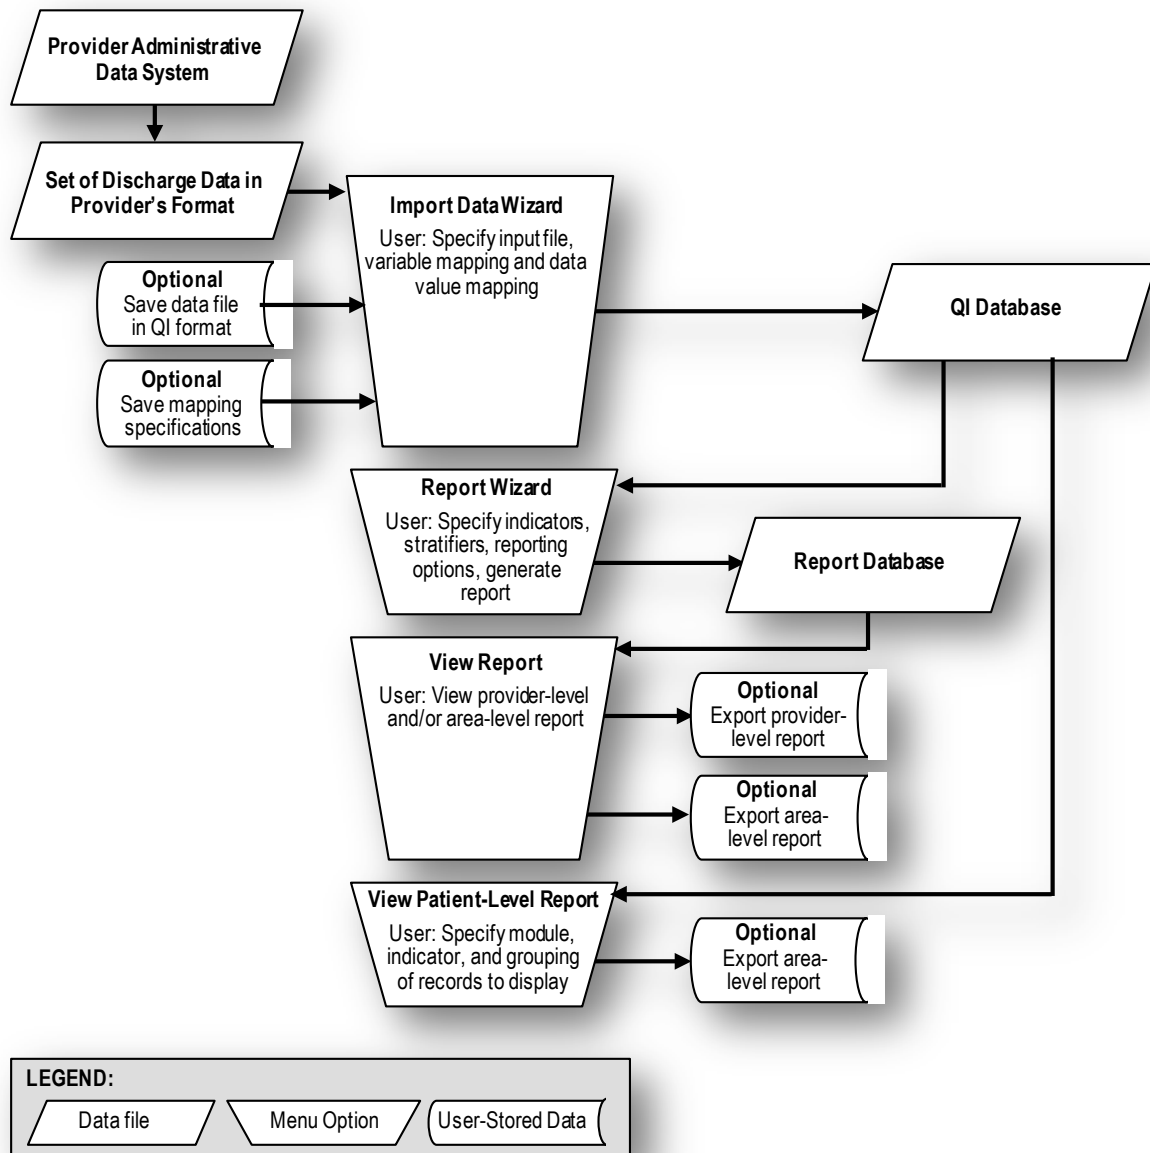 Provider Administrative
Data System
Set of Discharge Data in
Provider's Format
Import Data Wizard
User: Specify input file,
variable mapping and data
value mapping
Optional
Save data file
in QI format
Optional
Save mapping
specifications
QI Database
Report Wizard
User: Specify indicators,
stratifiers, reporting
options, generate
report
Report Database
View Report
User: View provider-level
and/or area-level report
Optional
Export provider-
level report
Optional
Export area-
level report
View Patient-Level Report
User: Specify module,
indicator, and grouping
of records to display
Optional
Export area-
level report
LEGEND:
Data file
Menu Option
User-Stored Data